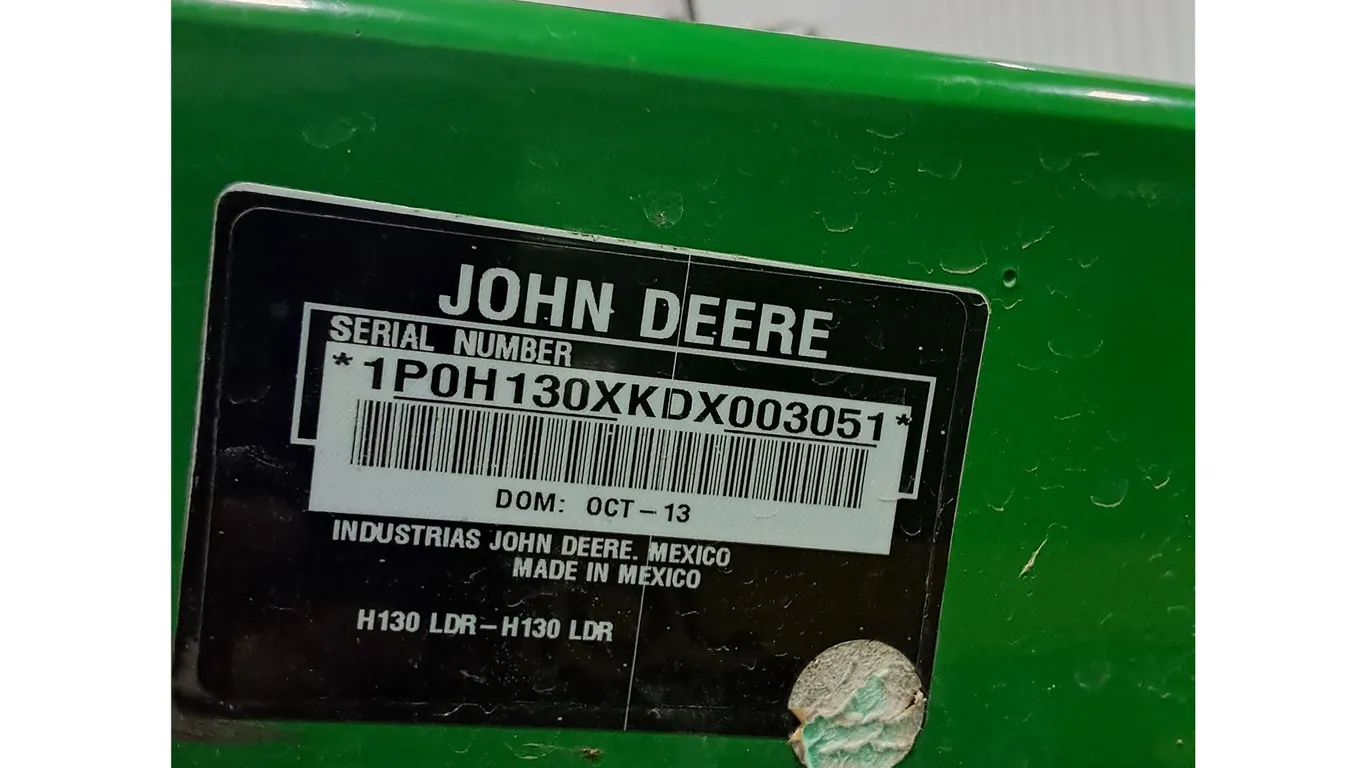 JOHN DEERE
SERIAL NUMBER
*1P0H130XKDX003051*
DOM: OCT-13
INDUSTRIAS JOHN DEERE. MEXICO
MADE IN MEXICO
H130 LDR-H130 LDR